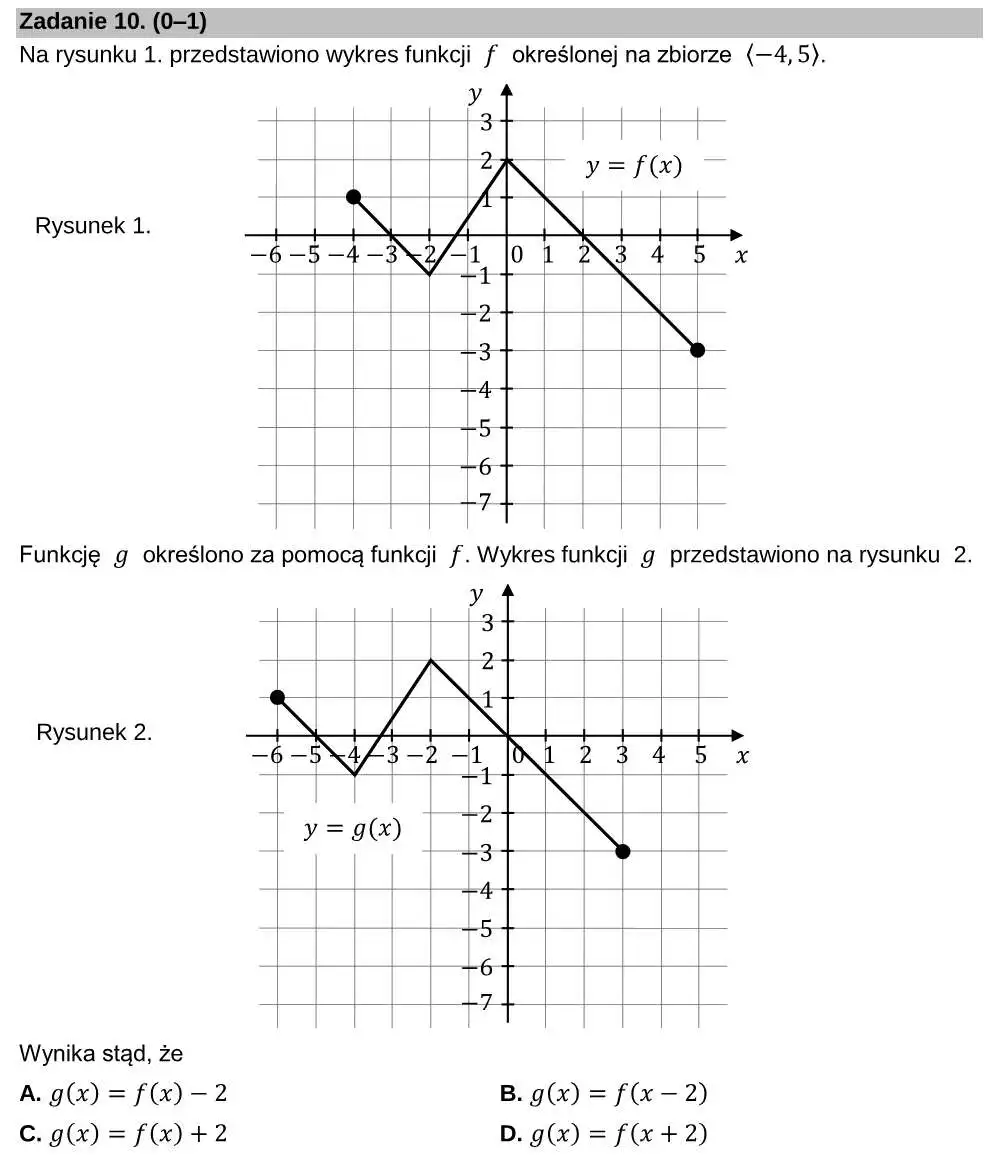 Zadanie 10. (0–1)
Na rysunku 1. przedstawiono wykres funkcji f określonej na zbiorze ⟨−4, 5⟩.
y
3
2
y = f(x)
1
Rysunek 1.
−6 −5 −4 −3 −2 −1 0 1 2 3 4 5 x
−1
−2
−3
−4
−5
−6
−7
Funkcję g określono za pomocą funkcji f. Wykres funkcji g przedstawiono na rysunku 2.
y
3
2
1
Rysunek 2.
−6 −5 −4 −3 −2 −1 0 1 2 3 4 5 x
−1
−2
y = g(x)
−3
−4
−5
−6
−7
Wynika stąd, że
A. g(x) = f(x) − 2 B. g(x) = f(x − 2)
C. g(x) = f(x) + 2 D. g(x) = f(x + 2)